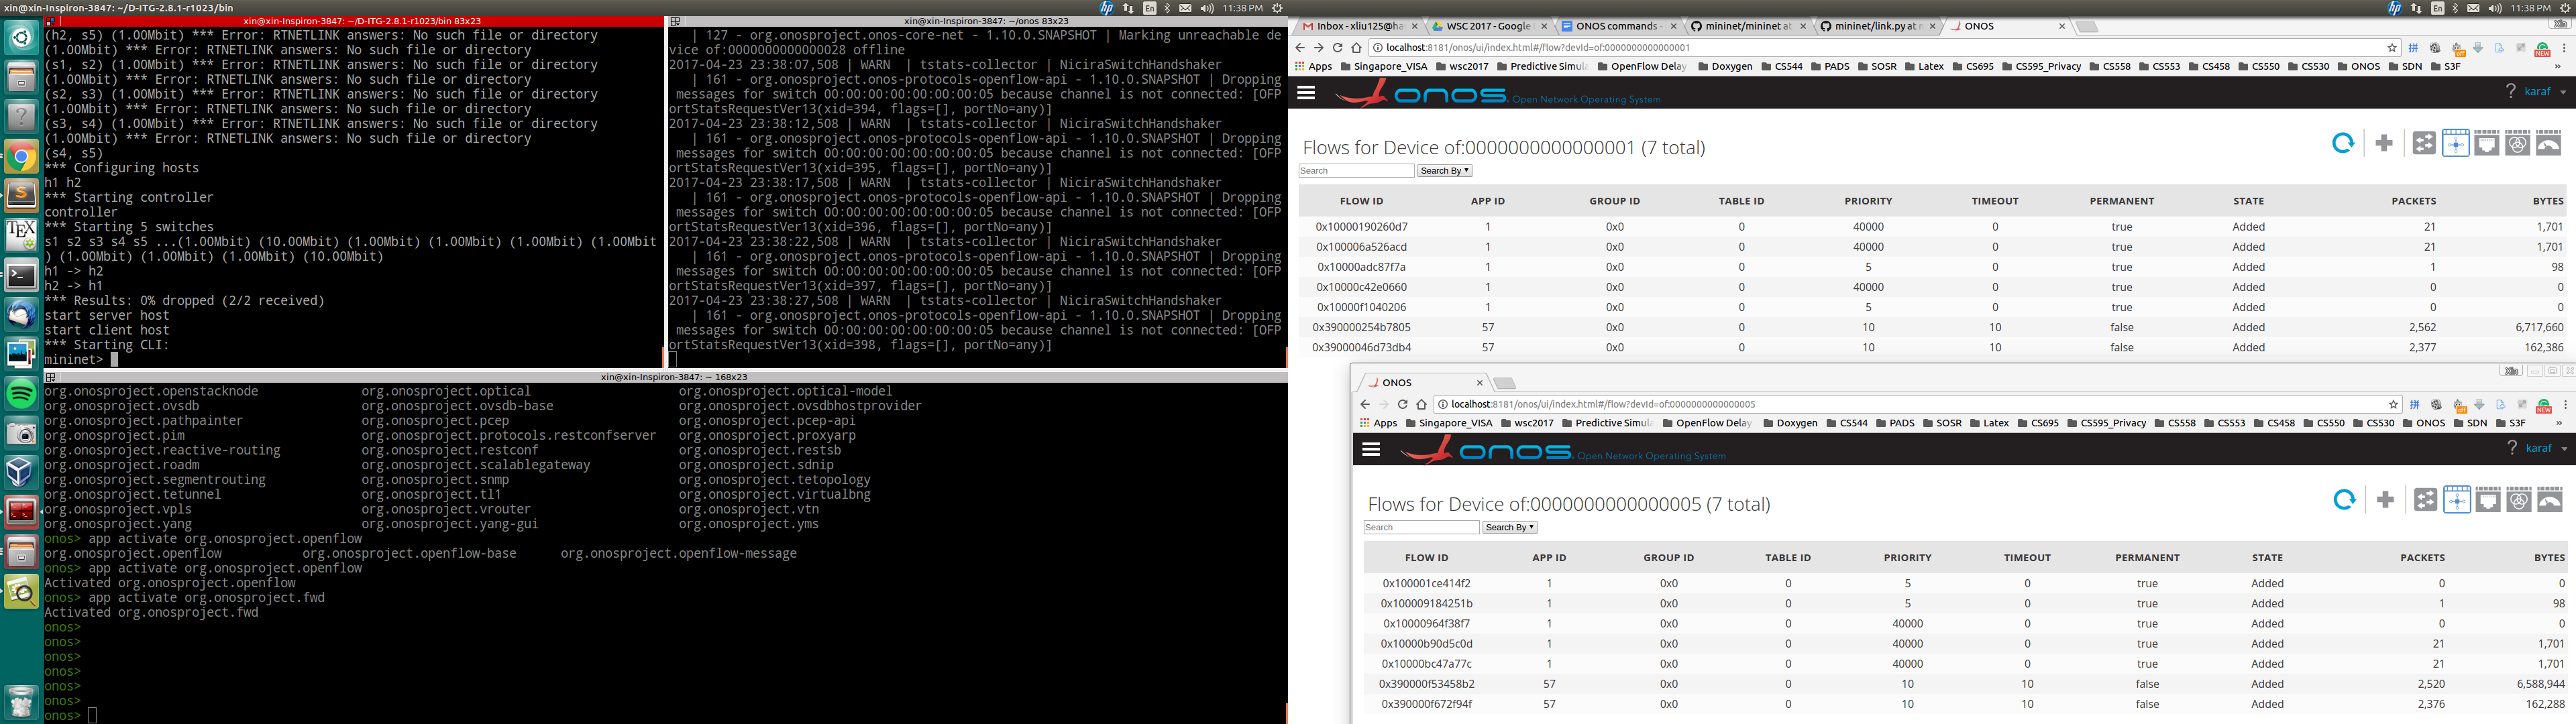 xin@xin-Inspiron-3847: ~/D-ITG-2.8.1-r1023/bin
En
11:38 PM
xin@xin-Inspiron-3847: ~/D-ITG-2.8.1-r1023/bin 83x23
(h2, s5) (1.00Mbit) *** Error: RTNETLINK answers: No such file or directory
(1.00Mbit) *** Error: RTNETLINK answers: No such file or directory
(s1, s2) (1.00Mbit) *** Error: RTNETLINK answers: No such file or directory
(1.00Mbit) *** Error: RTNETLINK answers: No such file or directory
(s2, s3) (1.00Mbit) *** Error: RTNETLINK answers: No such file or directory
(1.00Mbit) *** Error: RTNETLINK answers: No such file or directory
(s3, s4) (1.00Mbit) *** Error: RTNETLINK answers: No such file or directory
(1.00Mbit) *** Error: RTNETLINK answers: No such file or directory
(s4, s5)
*** Configuring hosts
h1 h2
*** Starting controller
controller
*** Starting 5 switches
s1 s2 s3 s4 s5 ...(1.00Mbit) (10.00Mbit) (1.00Mbit) (1.00Mbit) (1.00Mbit) (1.00Mbit
) (1.00Mbit) (1.00Mbit) (1.00Mbit) (10.00Mbit)
h1 -> h2
h2 -> h1
*** Results: 0% dropped (2/2 received)
start server host
start client host
*** Starting CLI:
mininet>
xin@xin-Inspiron-3847: ~/onos 83x23
| 127 - org.onosproject.onos-core-net - 1.10.0.SNAPSHOT | Marking unreachable de
vice of:0000000000000028 offline
2017-04-23 23:38:07,508 | WARN  | tstats-collector | NiciraSwitchHandshaker
| 161 - org.onosproject.onos-protocols-openflow-api - 1.10.0.SNAPSHOT | Dropping
messages for switch 00:00:00:00:00:00:00:05 because channel is not connected: [OFP
ortStatsRequestVer13(xid=394, flags=[], portNo=any)]
2017-04-23 23:38:12,508 | WARN  | tstats-collector | NiciraSwitchHandshaker
| 161 - org.onosproject.onos-protocols-openflow-api - 1.10.0.SNAPSHOT | Dropping
messages for switch 00:00:00:00:00:00:00:05 because channel is not connected: [OFP
ortStatsRequestVer13(xid=395, flags=[], portNo=any)]
2017-04-23 23:38:17,508 | WARN  | tstats-collector | NiciraSwitchHandshaker
| 161 - org.onosproject.onos-protocols-openflow-api - 1.10.0.SNAPSHOT | Dropping
messages for switch 00:00:00:00:00:00:00:05 because channel is not connected: [OFP
ortStatsRequestVer13(xid=396, flags=[], portNo=any)]
2017-04-23 23:38:22,508 | WARN  | tstats-collector | NiciraSwitchHandshaker
| 161 - org.onosproject.onos-protocols-openflow-api - 1.10.0.SNAPSHOT | Dropping
messages for switch 00:00:00:00:00:00:00:05 because channel is not connected: [OFP
ortStatsRequestVer13(xid=397, flags=[], portNo=any)]
2017-04-23 23:38:27,508 | WARN  | tstats-collector | NiciraSwitchHandshaker
| 161 - org.onosproject.onos-protocols-openflow-api - 1.10.0.SNAPSHOT | Dropping
messages for switch 00:00:00:00:00:00:00:05 because channel is not connected: [OFP
ortStatsRequestVer13(xid=398, flags=[], portNo=any)]
xin@xin-Inspiron-3847: ~ 168x23
org.onosproject.openstacknode org.onosproject.optical org.onosproject.optical-model
org.onosproject.ovsdb org.onosproject.ovsdb-base org.onosproject.ovsdbhostprovider
org.onosproject.pathpainter org.onosproject.pcep org.onosproject.pcep-api
org.onosproject.pim org.onosproject.protocols.restconfserver org.onosproject.proxyarp
org.onosproject.reactive-routing org.onosproject.restconf org.onosproject.restsb
org.onosproject.roadm org.onosproject.scalablegateway org.onosproject.sdnip
org.onosproject.segmentrouting org.onosproject.snmp org.onosproject.tetopology
org.onosproject.tetunnel org.onosproject.tl1 org.onosproject.virtualbng
org.onosproject.vpls org.onosproject.vrouter org.onosproject.vtn
org.onosproject.yang org.onosproject.yang-gui org.onosproject.yms
onos> app activate org.onosproject.openflow
org.onosproject.openflow org.onosproject.openflow-base org.onosproject.openflow-message
onos> app activate org.onosproject.openflow
Activated org.onosproject.openflow
onos> app activate org.onosproject.fwd
Activated org.onosproject.fwd
onos>
onos>
onos>
onos>
onos>
onos>
onos>
En
11:38 PM
Inbox - xliu125@ha
WSC 2017 - Google
ONOS commands
mininet/mininet at
mininet/link.py at
ONOS
Xin
localhost:8181/onos/ui/index.html#/flow?devId=of:0000000000000001
Apps Singapore_VISA wsc2017 Predictive Simul OpenFlow Delay Doxygen CS544 PADS SOSR Latex CS695 CS595_Privacy CS558 CS553 CS458 CS550 CS530 ONOS SDN S3F
onos Open Network Operating System
? karaf
Flows for Device of:0000000000000001 (7 total)
Search Search By
FLOW ID APP ID GROUP ID TABLE ID PRIORITY TIMEOUT PERMANENT STATE PACKETS BYTES
0x10000190260d7 1 0x0 0 40000 0 true Added 21 1,701
0x100006a526acd 1 0x0 0 40000 0 true Added 21 1,701
0x10000adc87f7a 1 0x0 0 5 0 true Added 1 98
0x10000c42e0660 1 0x0 0 40000 0 true Added 0 0
0x10000f1040206 1 0x0 0 5 0 true Added 0 0
0x390000254b7805 57 0x0 0 10 10 false Added 2,562 6,717,660
0x39000046d73db4 57 0x0 0 10 10 false Added 2,377 162,386
ONOS
Xin
localhost:8181/onos/ui/index.html#/flow?devId=of:0000000000000005
Apps Singapore_VISA wsc2017 Predictive Simul OpenFlow Delay Doxygen CS544 PADS SOSR Latex CS695 CS595_Privacy CS558 CS553 CS458 CS550 CS530 ONOS SDN S3F
onos Open Network Operating System
? karaf
Flows for Device of:0000000000000005 (7 total)
Search Search By
FLOW ID APP ID GROUP ID TABLE ID PRIORITY TIMEOUT PERMANENT STATE PACKETS BYTES
0x100001ce414f2 1 0x0 0 5 0 true Added 0 0
0x100009184251b 1 0x0 0 5 0 true Added 1 98
0x10000964f38f7 1 0x0 0 40000 0 true Added 0 0
0x10000b90d5c0d 1 0x0 0 40000 0 true Added 21 1,701
0x10000bc47a77c 1 0x0 0 40000 0 true Added 21 1,701
0x390000f53458b2 57 0x0 0 10 10 false Added 2,520 6,588,944
0x390000f672f94f 57 0x0 0 10 10 false Added 2,376 162,288